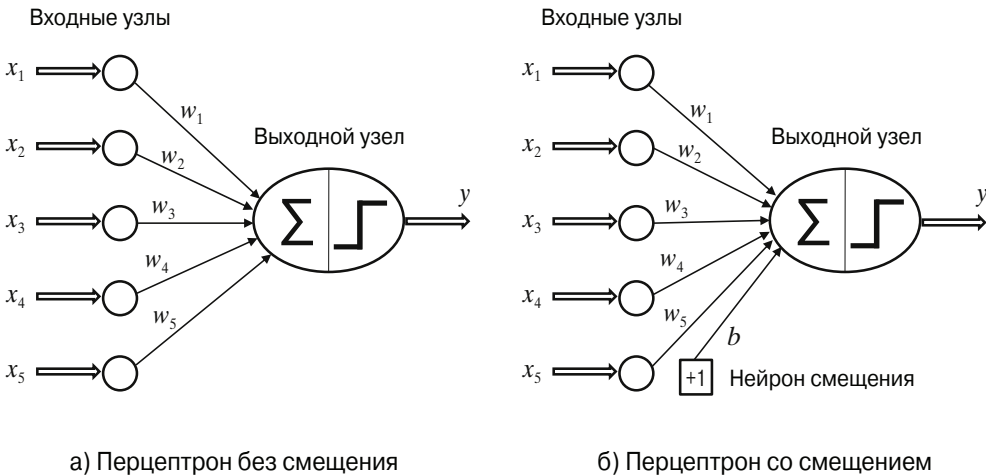 Входные узлы
x₁
x₂
x₃
x₄
x₅
w₁
w₂
w₃
w₄
w₅
Выходной узел
Σ
y
а) Перцептрон без смещения
Входные узлы
x₁
x₂
x₃
x₄
x₅
w₁
w₂
w₃
w₄
w₅
b
+1
Нейрон смещения
Выходной узел
Σ
y
б) Перцептрон со смещением